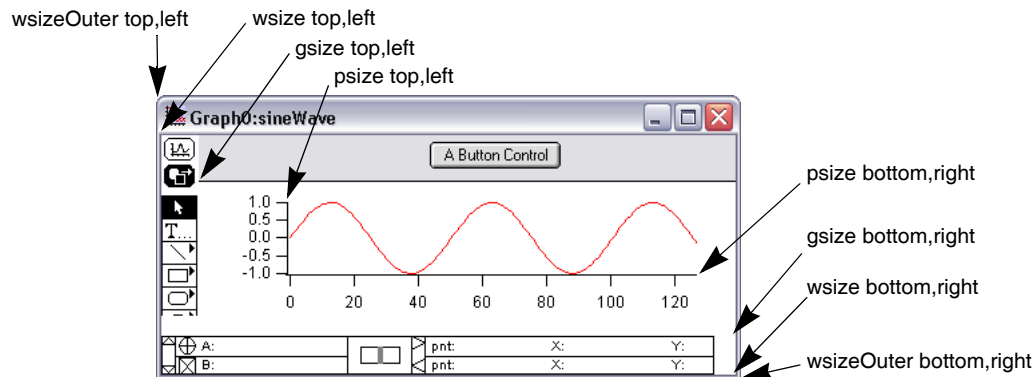 wsizeOuter top,left
wsize top,left
gsize top,left
psize top,left
Graph0:sineWave
A Button Control
psize bottom,right
1.0
0.5
0.0
-0.5
-1.0
T...
0 20 40 60 80 100 120
gsize bottom,right
wsize bottom,right
A: pnt: X: Y:
B: pnt: X: Y:
wsizeOuter bottom,right